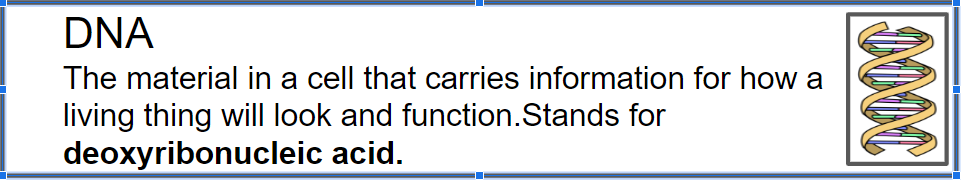 DNA
The material in a cell that carries information for how a
living thing will look and function.Stands for
deoxyribonucleic acid.